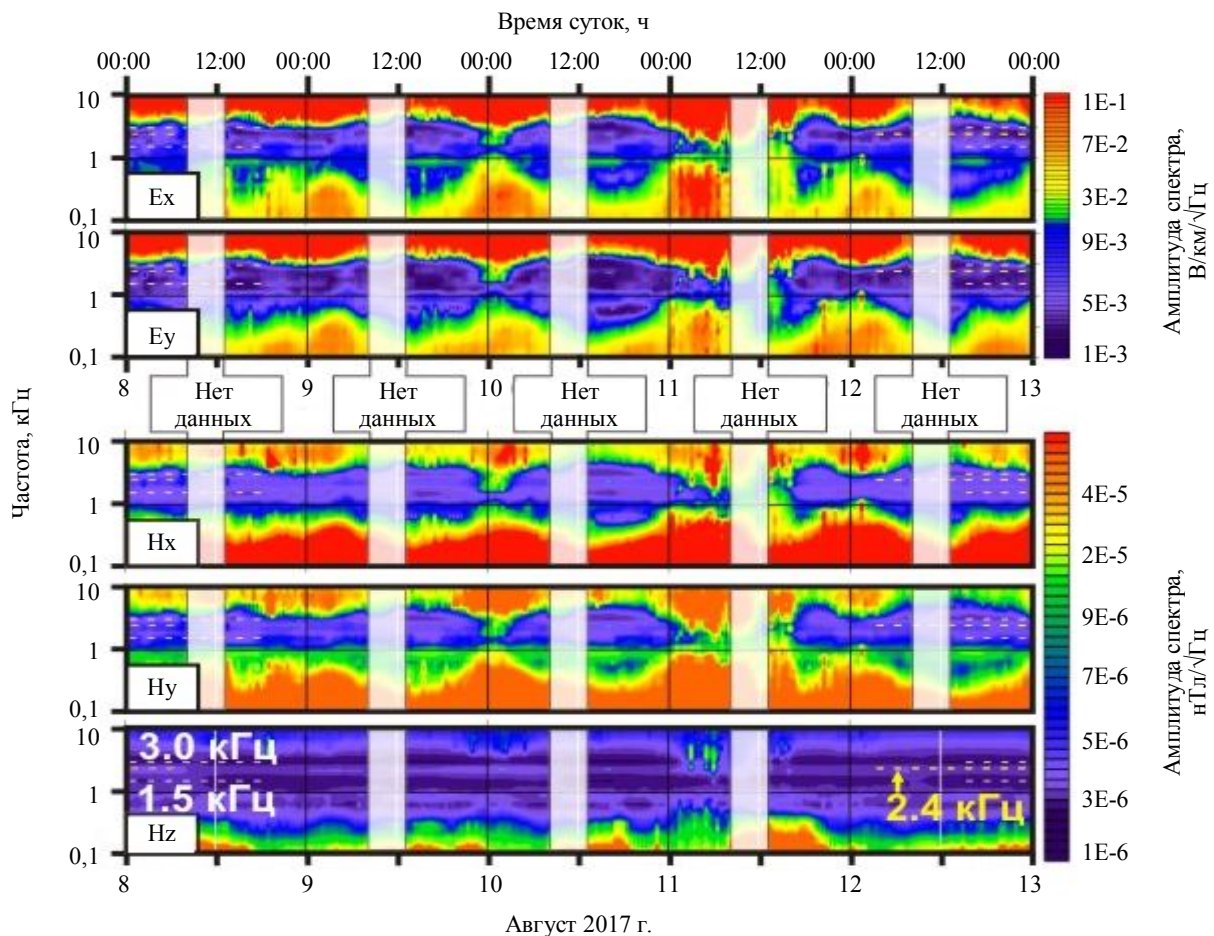 Время суток, ч
00:00 12:00 00:00 12:00 00:00 12:00 00:00 12:00 00:00 12:00 00:00
10
1
0,1
Ex
10
1
0,1
Ey
1E-1
7E-2
3E-2
9E-3
5E-3
1E-3
Амплитуда спектра,
В/км/√Гц
8 9 10 11 12 13
Нет
данных
Нет
данных
Нет
данных
Нет
данных
Нет
данных
Частота, кГц
10
1
0,1
Hx
10
1
0,1
Hy
10
1
0,1
3.0 кГц
1.5 кГц
Hz
2.4 кГц
4E-5
2E-5
9E-6
7E-6
5E-6
3E-6
1E-6
Амплитуда спектра,
нТл/√Гц
8 9 10 11 12 13
Август 2017 г.